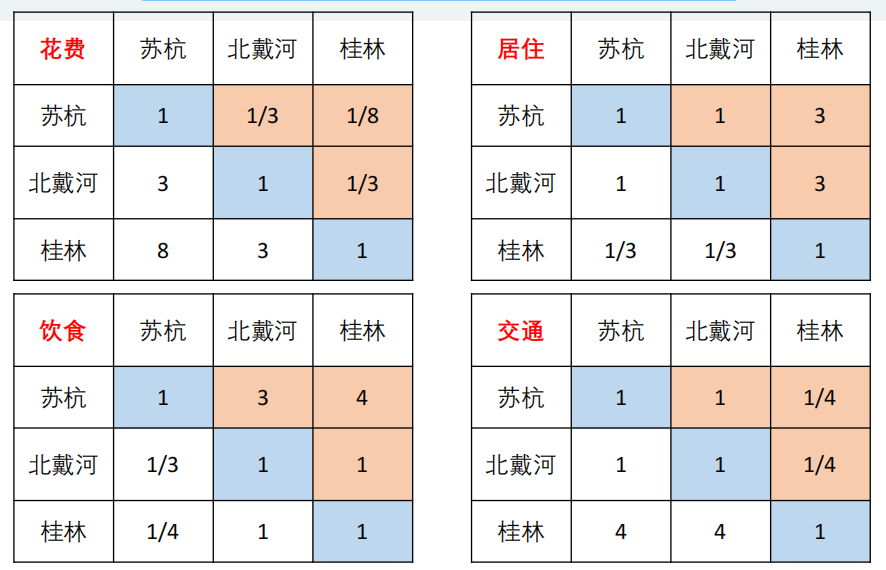 花费 苏杭 北戴河 桂林
苏杭 1 1/3 1/8
北戴河 3 1 1/3
桂林 8 3 1
居住 苏杭 北戴河 桂林
苏杭 1 1 3
北戴河 1 1 3
桂林 1/3 1/3 1
饮食 苏杭 北戴河 桂林
苏杭 1 3 4
北戴河 1/3 1 1
桂林 1/4 1 1
交通 苏杭 北戴河 桂林
苏杭 1 1 1/4
北戴河 1 1 1/4
桂林 4 4 1